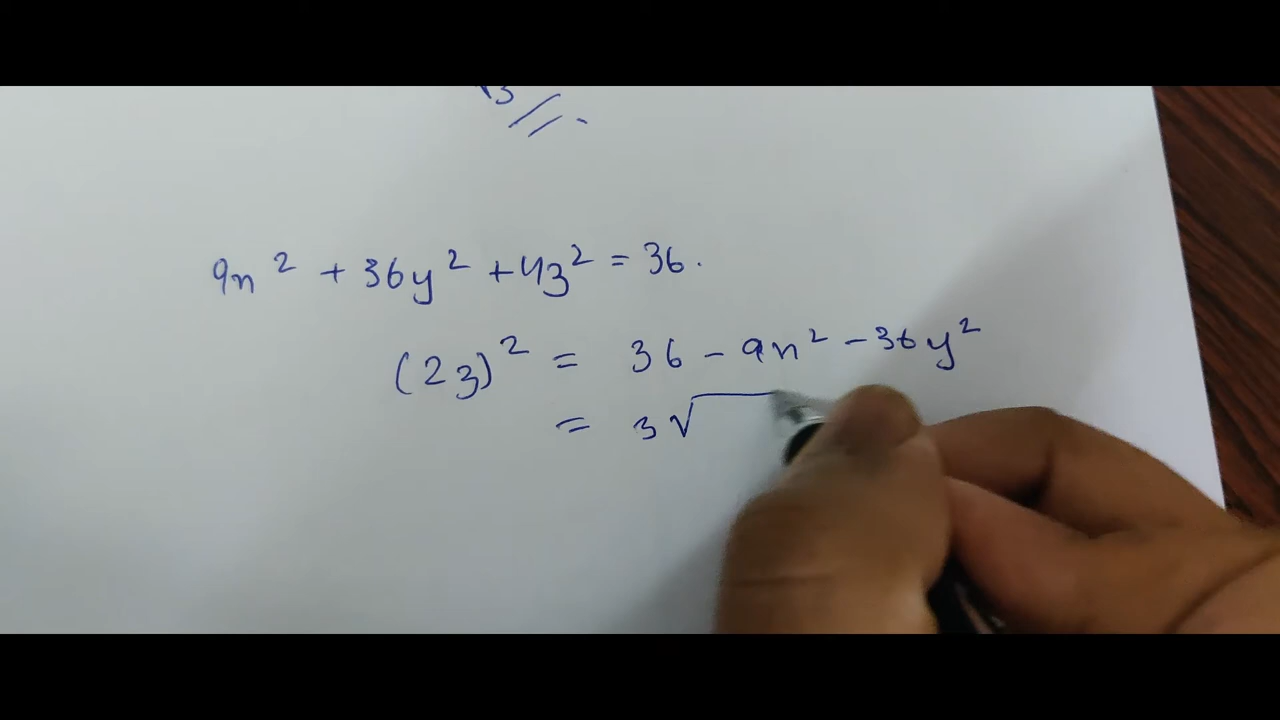 9x² + 36y² + 4z² = 36.
(2z)² = 36 - 9x² - 36y²
= 3√